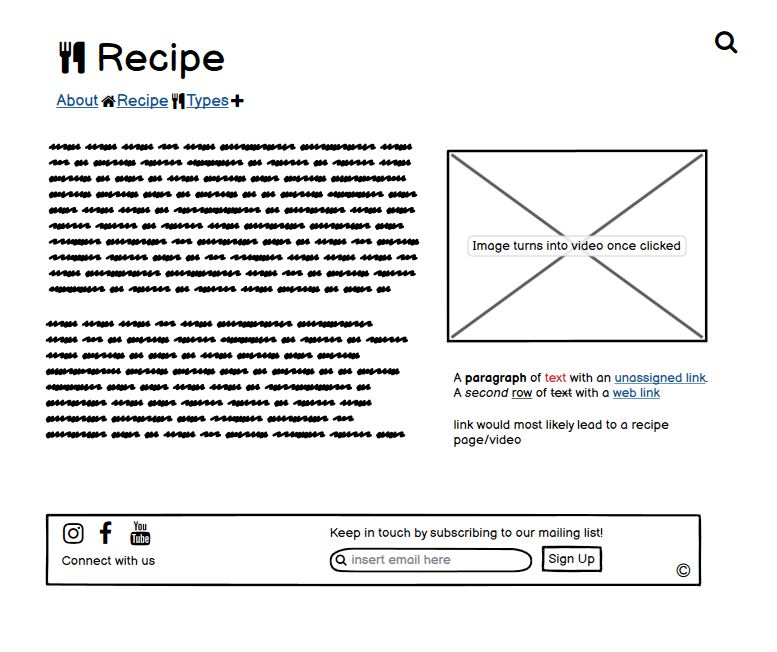 Recipe
About Recipe Types
Image turns into video once clicked
A paragraph of text with an unassigned link.
A second row of text with a web link
link would most likely lead to a recipe
page/video
You
Tube
Keep in touch by subscribing to our mailing list!
Connect with us
insert email here
Sign Up
©